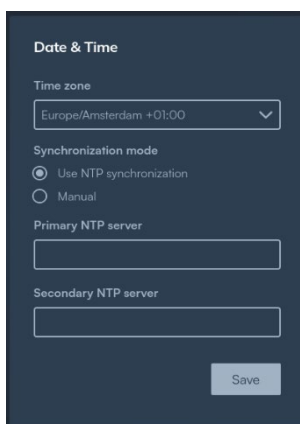 Date & Time
Time zone
Europe/Amsterdam +01:00
Synchronization mode
Use NTP synchronization
Manual
Primary NTP server
Secondary NTP server
Save